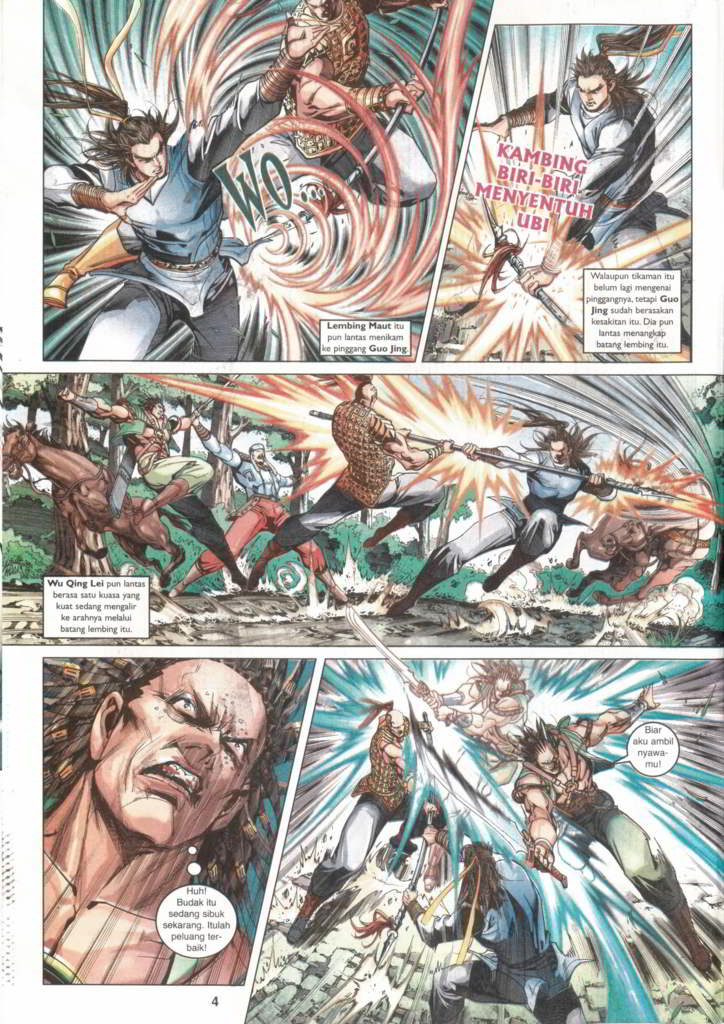 WO...
Lembing Maut itu
pun lantas menikam
ke pinggang Guo Jing.
KAMBING
BIRI-BIRI
MENYENTUH
UBI
Walaupun tikaman itu
belum lagi mengenai
pinggangnya, tetapi Guo
Jing sudah berasakan
kesakitan itu. Dia pun
lantas menangkap
batang lembing itu.
Wu Qing Lei pun lantas
berasa satu kuasa yang
kuat sedang mengalir
ke arahnya melalui
batang lembing itu.
Huh!
Budak itu
sedang sibuk
sekarang. Itulah
peluang ter-
baik!
Biar
aku ambil
nyawa-
mu!
4